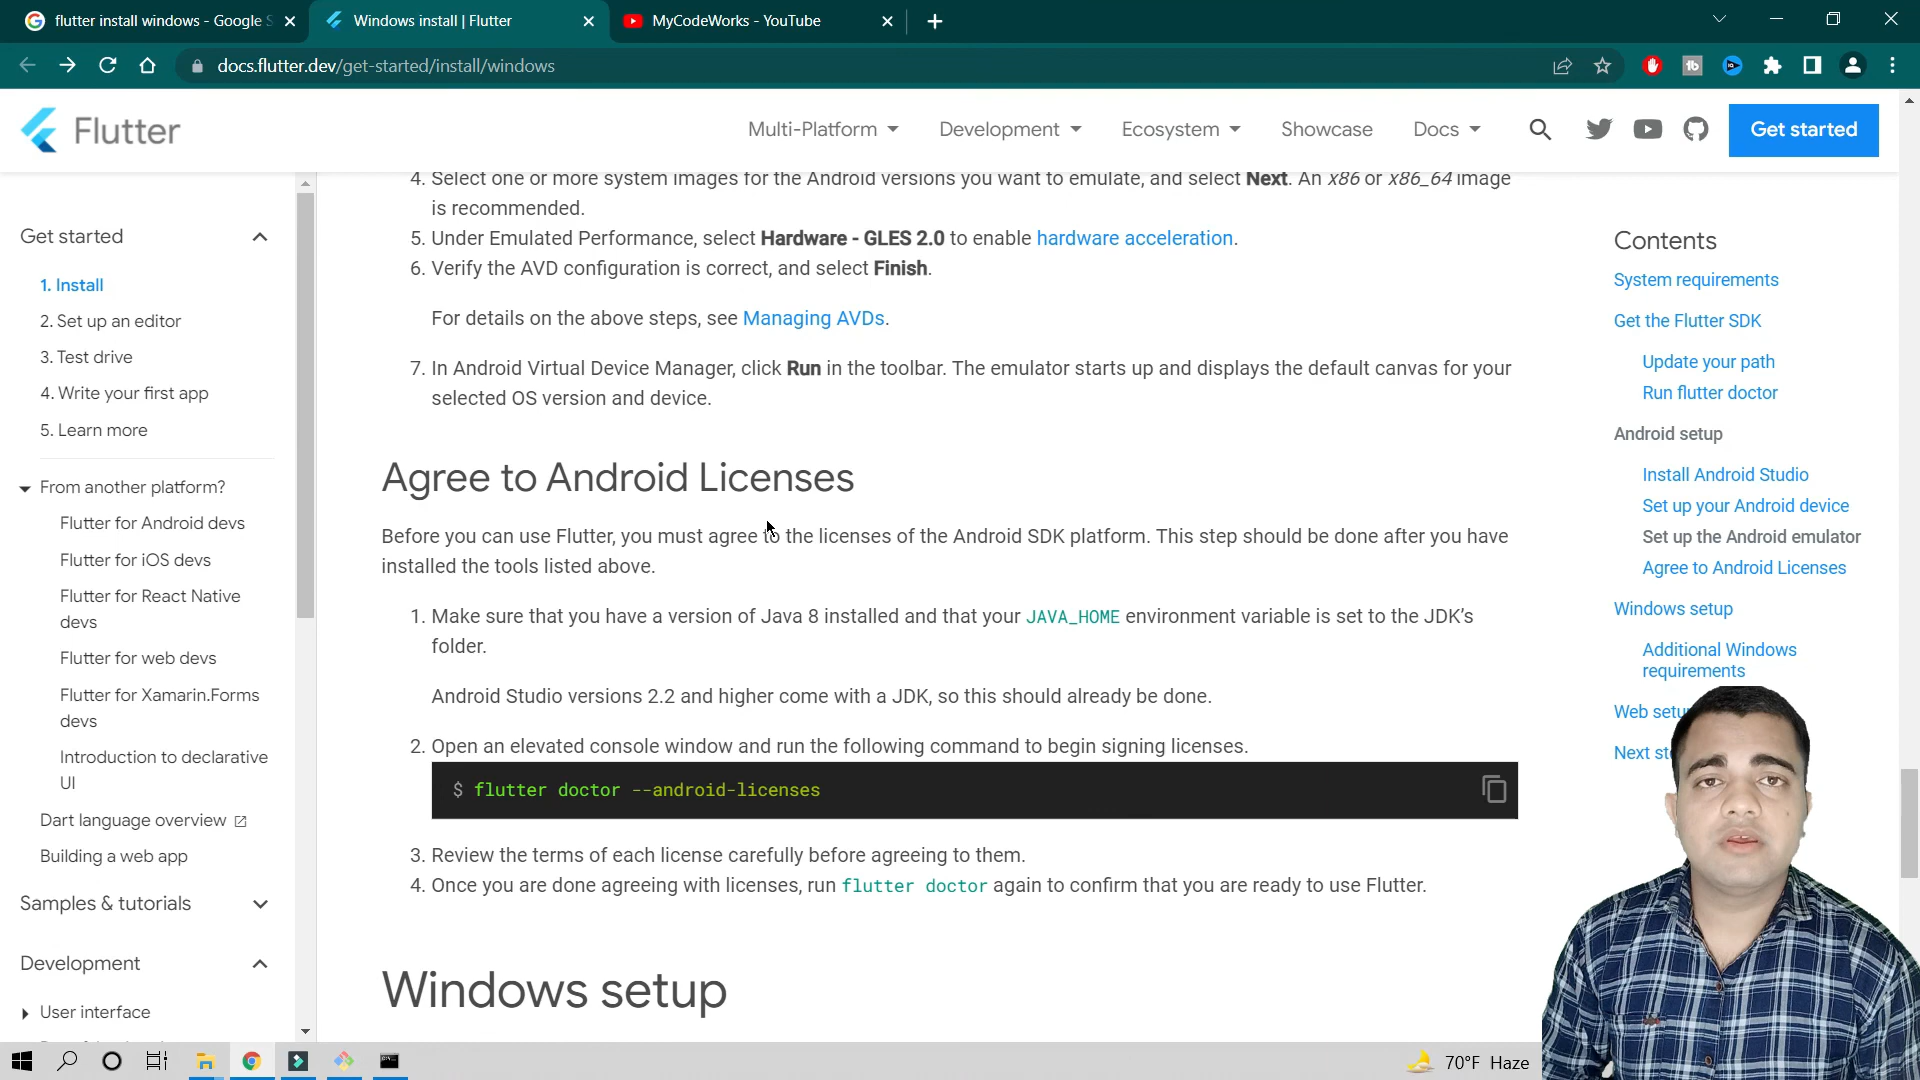 flutter install windows - Google S
Windows install | Flutter
MyCodeWorks - YouTube
docs.flutter.dev/get-started/install/windows
Flutter
Multi-Platform
Development
Ecosystem
Showcase
Docs
Get started
Get started
1. Install
2. Set up an editor
3. Test drive
4. Write your first app
5. Learn more
From another platform?
Flutter for Android devs
Flutter for iOS devs
Flutter for React Native
devs
Flutter for web devs
Flutter for Xamarin.Forms
devs
Introduction to declarative
UI
Dart language overview
Building a web app
Samples & tutorials
Development
User interface
4. Select one or more system images for the Android versions you want to emulate, and select Next. An x86 or x86_64 image
is recommended.
5. Under Emulated Performance, select Hardware - GLES 2.0 to enable hardware acceleration.
6. Verify the AVD configuration is correct, and select Finish.
For details on the above steps, see Managing AVDs.
7. In Android Virtual Device Manager, click Run in the toolbar. The emulator starts up and displays the default canvas for your
selected OS version and device.
Agree to Android Licenses
Before you can use Flutter, you must agree to the licenses of the Android SDK platform. This step should be done after you have
installed the tools listed above.
1. Make sure that you have a version of Java 8 installed and that your JAVA_HOME environment variable is set to the JDK’s
folder.
Android Studio versions 2.2 and higher come with a JDK, so this should already be done.
2. Open an elevated console window and run the following command to begin signing licenses.
$ flutter doctor --android-licenses
3. Review the terms of each license carefully before agreeing to them.
4. Once you are done agreeing with licenses, run flutter doctor again to confirm that you are ready to use Flutter.
Windows setup
Contents
System requirements
Get the Flutter SDK
Update your path
Run flutter doctor
Android setup
Install Android Studio
Set up your Android device
Set up the Android emulator
Agree to Android Licenses
Windows setup
Additional Windows
requirements
Web setu
Next st
70°F Haze